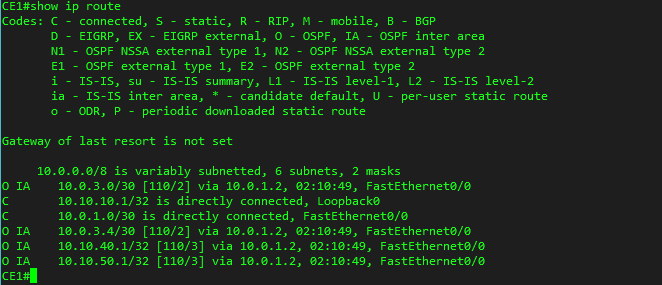 CE1#show ip route
Codes: C - connected, S - static, R - RIP, M - mobile, B - BGP
       D - EIGRP, EX - EIGRP external, O - OSPF, IA - OSPF inter area
       N1 - OSPF NSSA external type 1, N2 - OSPF NSSA external type 2
       E1 - OSPF external type 1, E2 - OSPF external type 2
       i - IS-IS, su - IS-IS summary, L1 - IS-IS level-1, L2 - IS-IS level-2
       ia - IS-IS inter area, * - candidate default, U - per-user static route
       o - ODR, P - periodic downloaded static route
Gateway of last resort is not set
     10.0.0.0/8 is variably subnetted, 6 subnets, 2 masks
O IA    10.0.3.0/30 [110/2] via 10.0.1.2, 02:10:49, FastEthernet0/0
C       10.10.10.1/32 is directly connected, Loopback0
C       10.0.1.0/30 is directly connected, FastEthernet0/0
O IA    10.0.3.4/30 [110/2] via 10.0.1.2, 02:10:49, FastEthernet0/0
O IA    10.10.40.1/32 [110/3] via 10.0.1.2, 02:10:49, FastEthernet0/0
O IA    10.10.50.1/32 [110/3] via 10.0.1.2, 02:10:49, FastEthernet0/0
CE1#